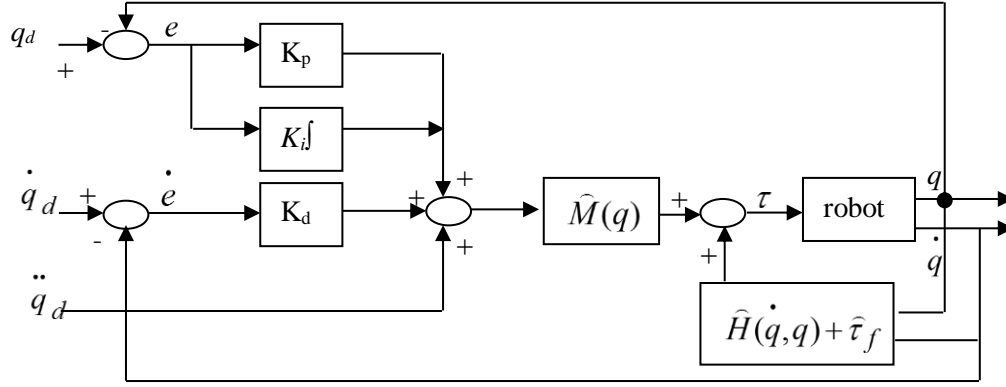 q_d - e K_p
+
K_i∫
q̇_d + ė K_d + + q
- + M̂(q) + τ robot
+ q̇
q̈_d Ĥ(q̇,q)+τ̂_f